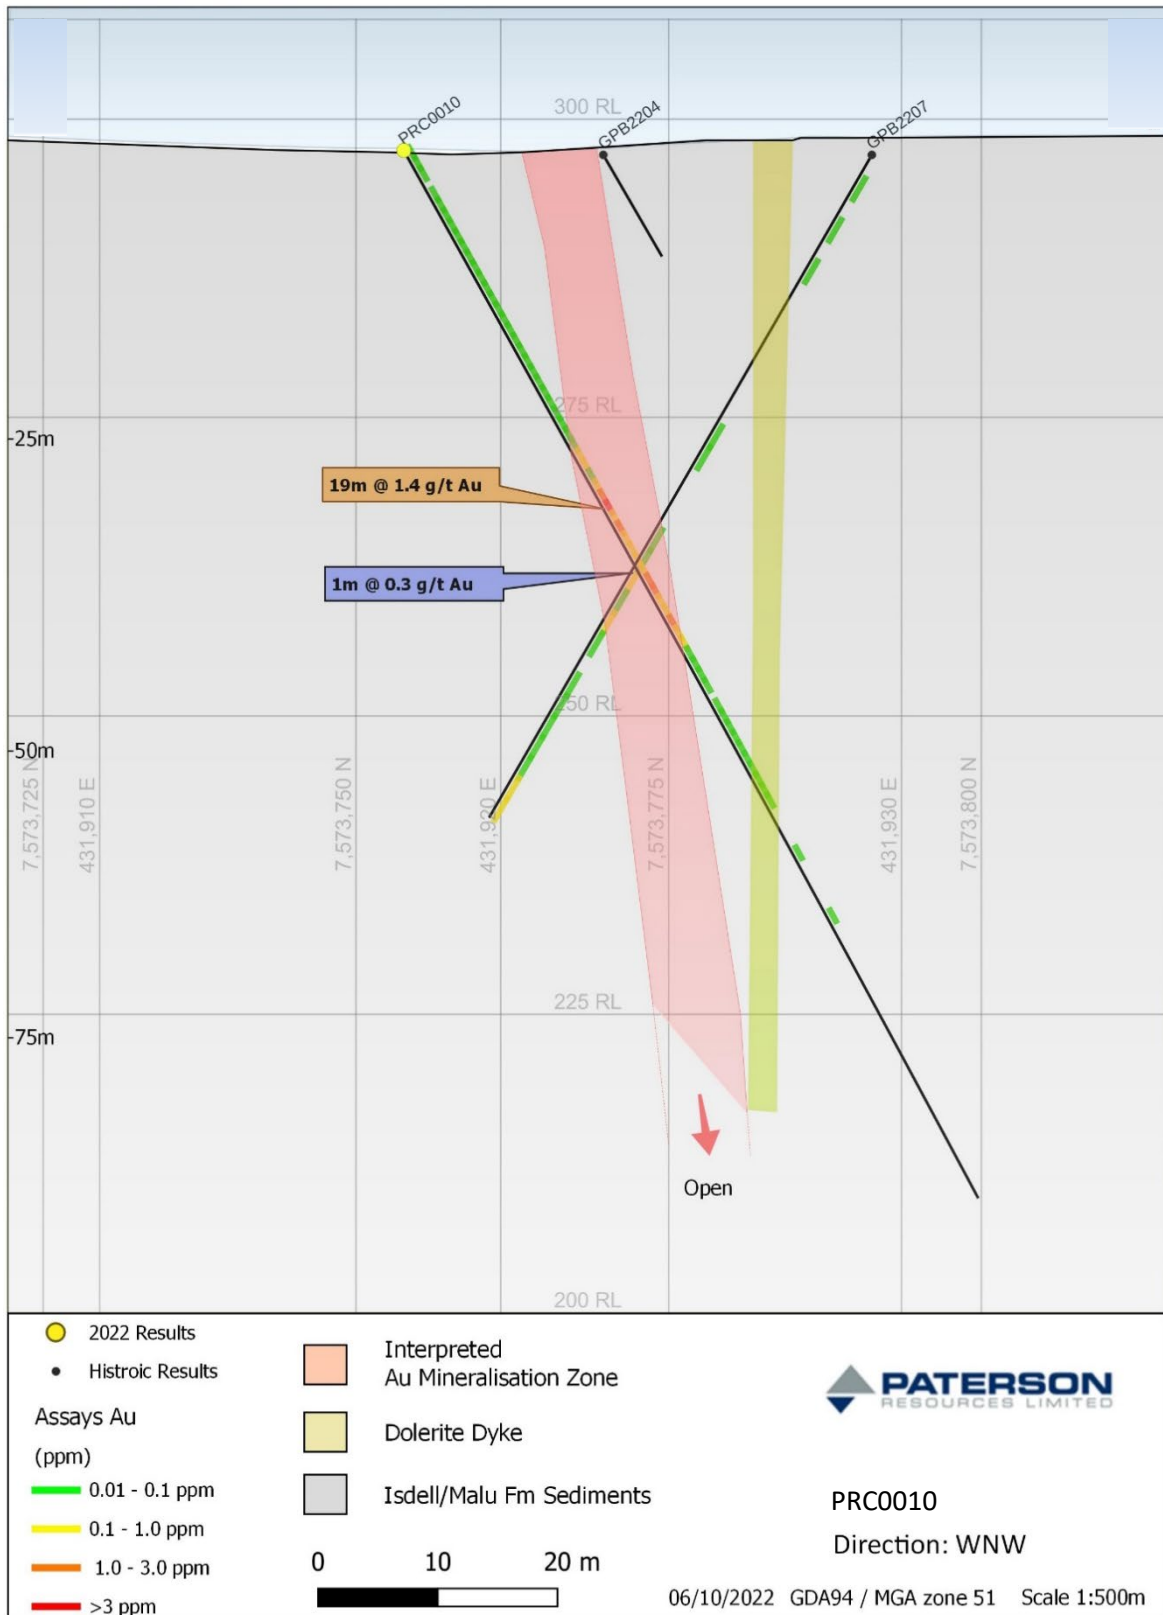 300 RL
PRC0010
GPB2204
GPB2207
275 RL
-25m
19m @ 1.4 g/t Au
1m @ 0.3 g/t Au
250 RL
-50m
7,573,725 N
431,910 E
7,573,750 N
431,920 E
7,573,775 N
431,930 E
7,573,800 N
225 RL
-75m
Open
200 RL
2022 Results
Histroic Results
Assays Au
(ppm)
0.01 - 0.1 ppm
0.1 - 1.0 ppm
1.0 - 3.0 ppm
>3 ppm
Interpreted
Au Mineralisation Zone
Dolerite Dyke
Isdell/Malu Fm Sediments
0 10 20 m
PATERSON
RESOURCES LIMITED
PRC0010
Direction: WNW
06/10/2022 GDA94 / MGA zone 51 Scale 1:500m